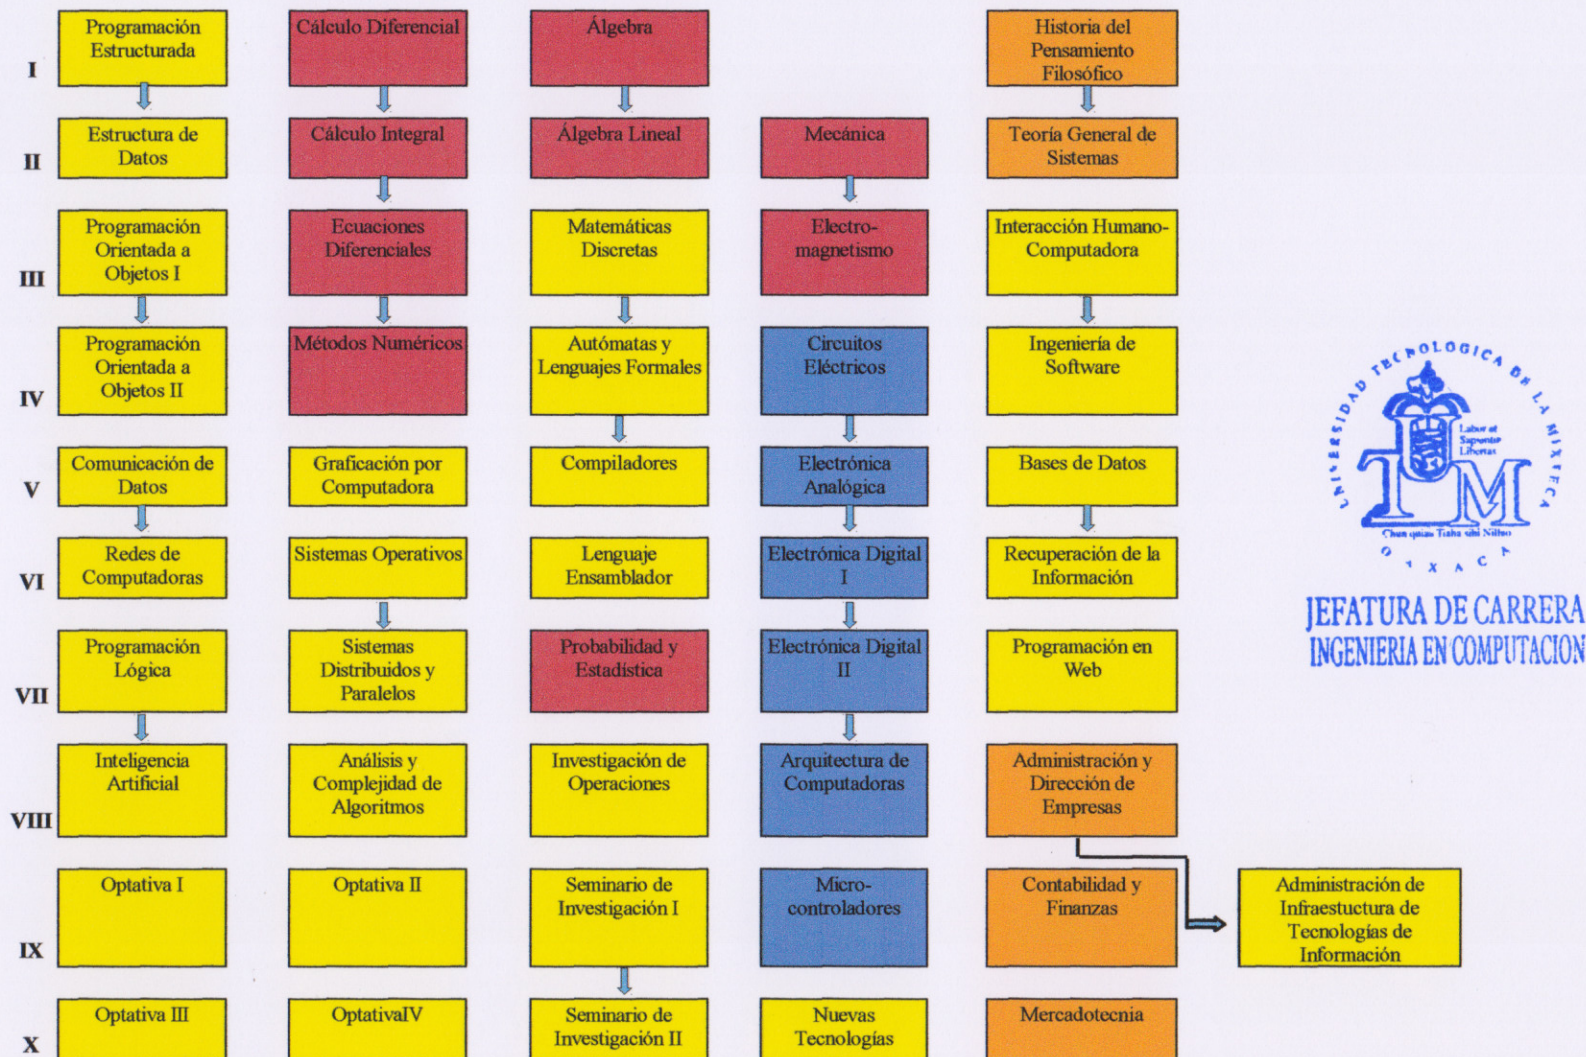 Programación
Estructurada
Cálculo Diferencial
Álgebra
Historia del
Pensamiento
Filosófico
I
Estructura de
Datos
Cálculo Integral
Álgebra Lineal
Mecánica
Teoría General de
Sistemas
II
Programación
Orientada a
Objetos I
Ecuaciones
Diferenciales
Matemáticas
Discretas
Electro-
magnetismo
Interacción Humano-
Computadora
III
Programación
Orientada a
Objetos II
Métodos Numéricos
Autómatas y
Lenguajes Formales
Circuitos
Eléctricos
Ingeniería de
Software
IV
Comunicación de
Datos
Graficación por
Computadora
Compiladores
Electrónica
Analógica
Bases de Datos
V
Redes de
Computadoras
Sistemas Operativos
Lenguaje
Ensamblador
Electrónica Digital
I
Recuperación de la
Información
VI
Programación
Lógica
Sistemas
Distribuidos y
Paralelos
Probabilidad y
Estadística
Electrónica Digital
II
Programación en
Web
VII
Inteligencia
Artificial
Análisis y
Complejidad de
Algoritmos
Investigación de
Operaciones
Arquitectura de
Computadoras
Administración y
Dirección de
Empresas
VIII
Optativa I
Optativa II
Seminario de
Investigación I
Micro-
controladores
Contabilidad y
Finanzas
Administración de
Infraestuctura de
Tecnologías de
Información
IX
Optativa III
OptativaIV
Seminario de
Investigación II
Nuevas
Tecnologías
Mercadotecnia
X
UNIVERSIDAD TECNOLOGICA DE LA MIXTECA
Labor et
Sapientia
Libertas
UTM
OAXACA
JEFATURA DE CARRERA
INGENIERIA EN COMPUTACION